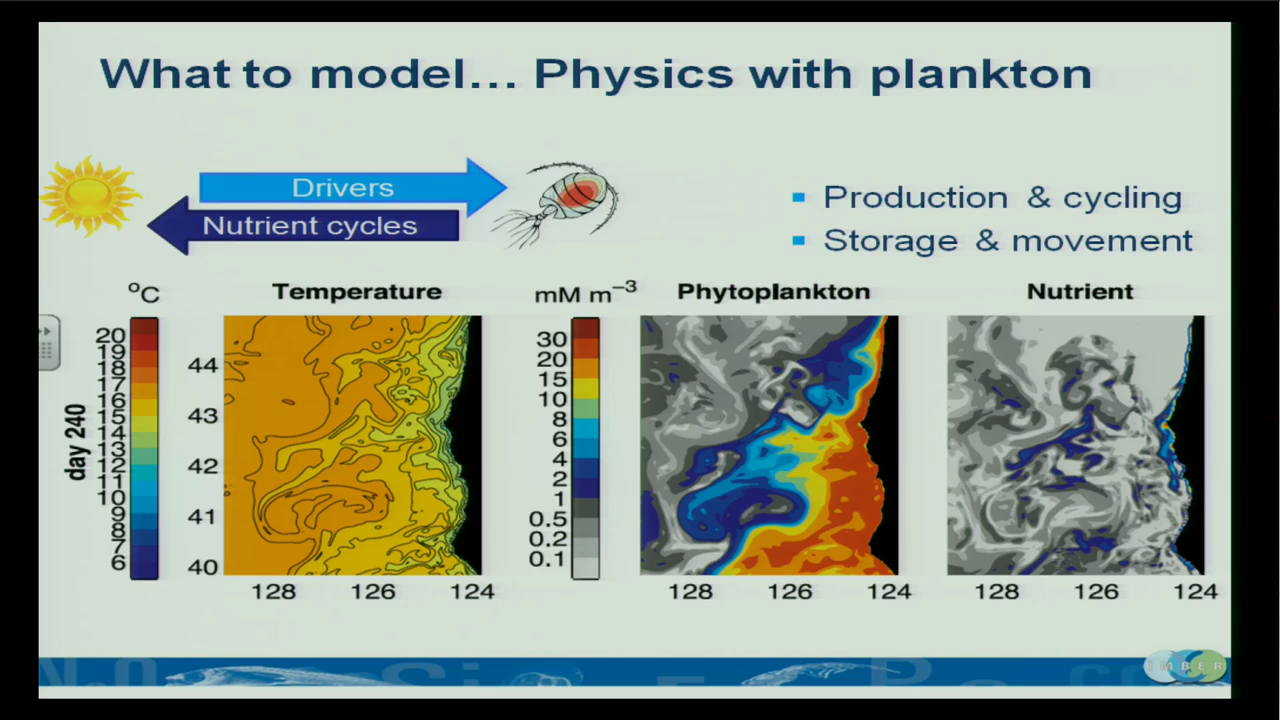 What to model... Physics with plankton
Drivers
Nutrient cycles
Production & cycling
Storage & movement
°C
Temperature
mM m⁻³
Phytoplankton
Nutrient
day 240
20
19
18
17
16
15
14
13
12
11
10
9
8
7
6
44
43
42
41
40
128 126 124
30
20
15
10
8
6
4
2
1
0.5
0.2
0.1
128 126 124
128 126 124
IMBER